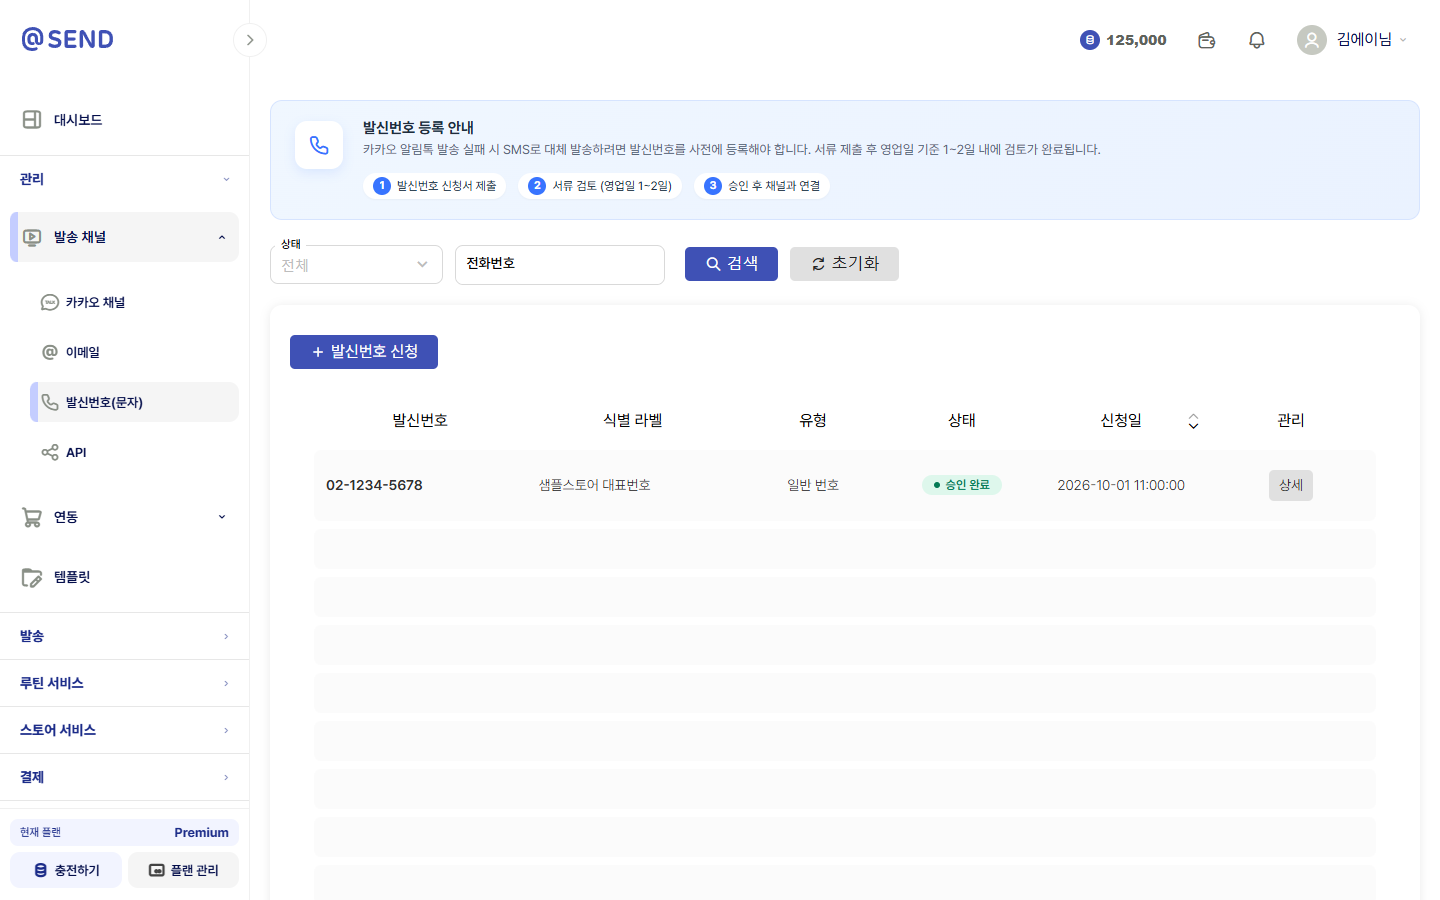 @SEND
125,000
김에이님
대시보드
관리
발송 채널
카카오 채널
이메일
발신번호(문자)
API
연동
템플릿
발송
루틴 서비스
스토어 서비스
결제
현재 플랜 Premium
충전하기 플랜 관리
발신번호 등록 안내
카카오 알림톡 발송 실패 시 SMS로 대체 발송하려면 발신번호를 사전에 등록해야 합니다. 서류 제출 후 영업일 기준 1~2일 내에 검토가 완료됩니다.
1 발신번호 신청서 제출 2 서류 검토 (영업일 1~2일) 3 승인 후 채널과 연결
상태
전체
전화번호
검색
초기화
+ 발신번호 신청
발신번호 식별 라벨 유형 상태 신청일 관리
02-1234-5678 샘플스토어 대표번호 일반 번호 승인 완료 2026-10-01 11:00:00 상세